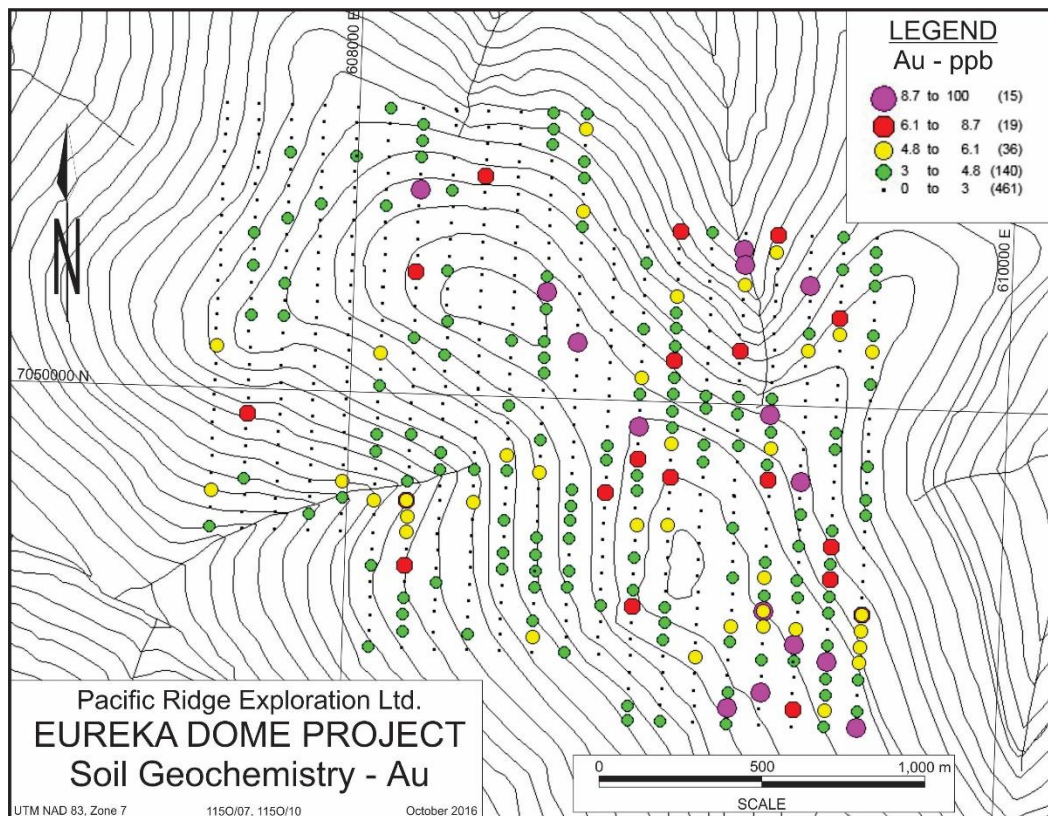 608000 E
LEGEND
Au - ppb
8.7 to 100 (15)
6.1 to 8.7 (19)
4.8 to 6.1 (36)
3 to 4.8 (140)
0 to 3 (461)
N
610000 E
7050000 N
Pacific Ridge Exploration Ltd.
EUREKA DOME PROJECT
Soil Geochemistry - Au
UTM NAD 83, Zone 7 115O/07, 115O/10 October 2016
0 500 1,000 m
SCALE